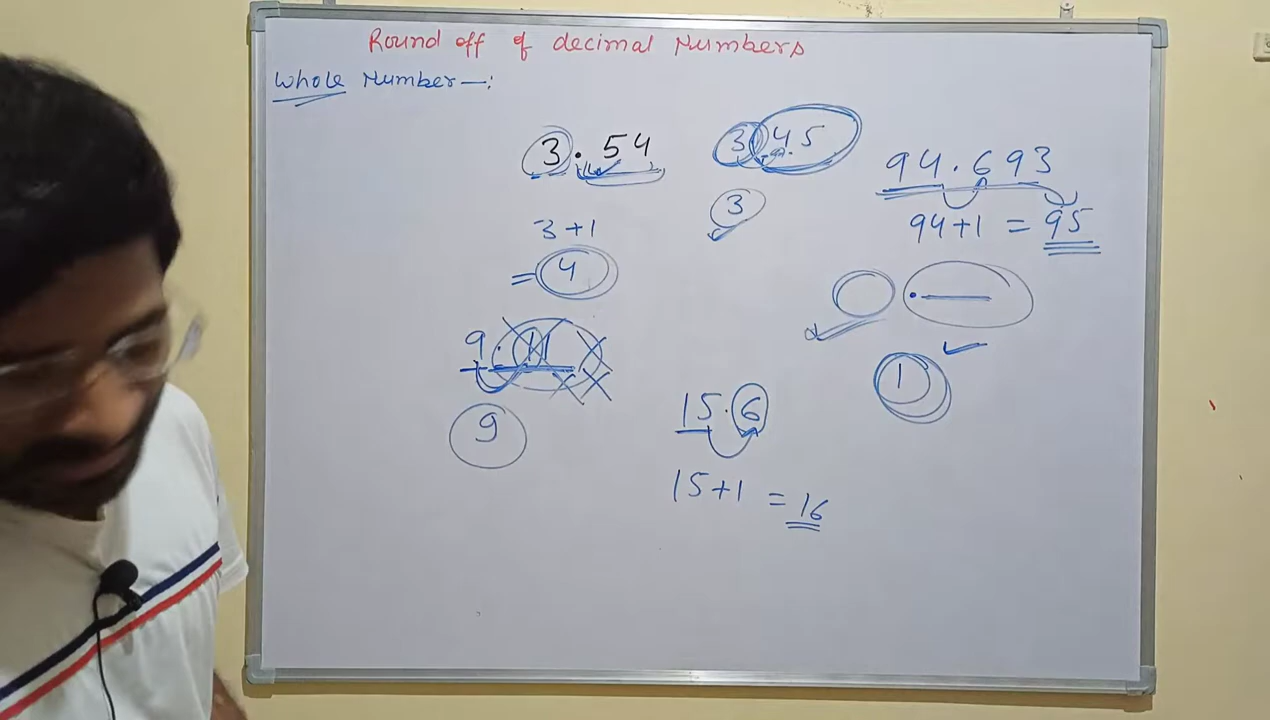 Round off of decimal Numbers
Whole Number—:
3.54
3.45
94.693
3+1
3
94+1 = 95
= 4
9.11
1
9
15.6
15+1 = 16